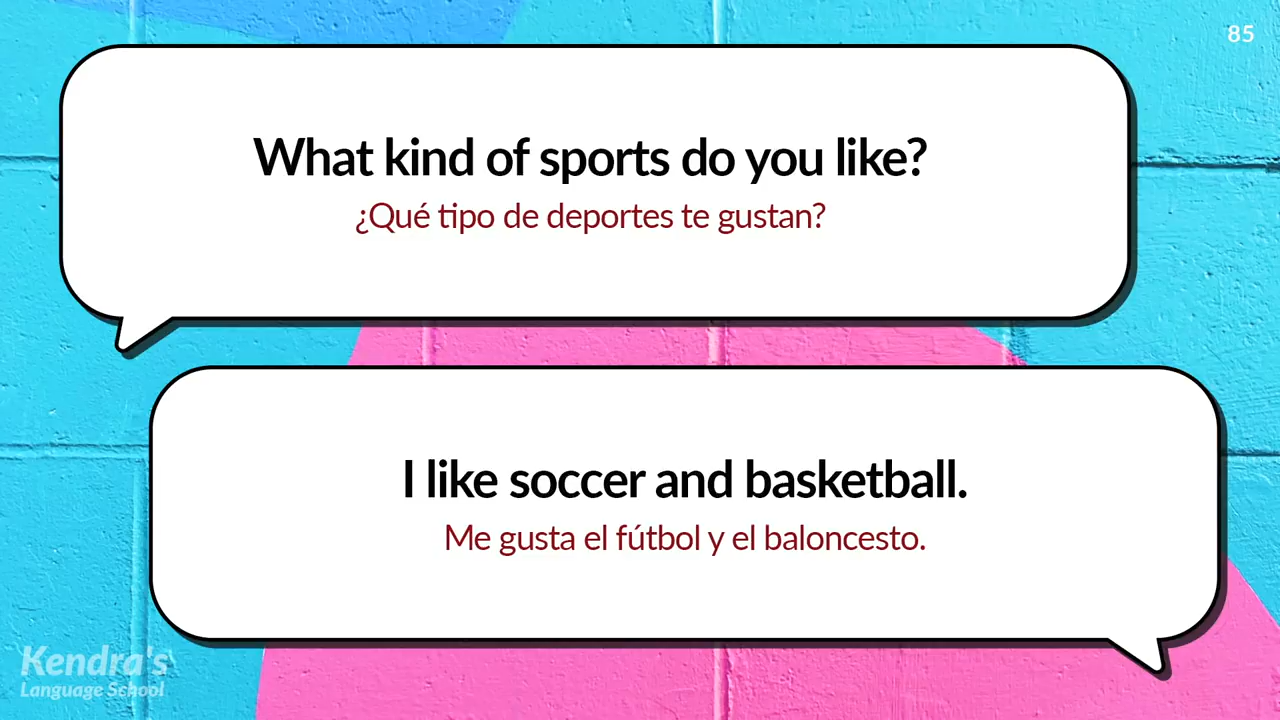 85
What kind of sports do you like?
¿Qué tipo de deportes te gustan?
I like soccer and basketball.
Me gusta el fútbol y el baloncesto.
Kendra's
Language School